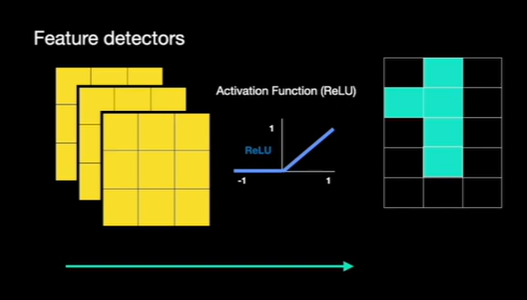 Feature detectors
Activation Function (ReLU)
1
ReLU
-1
1